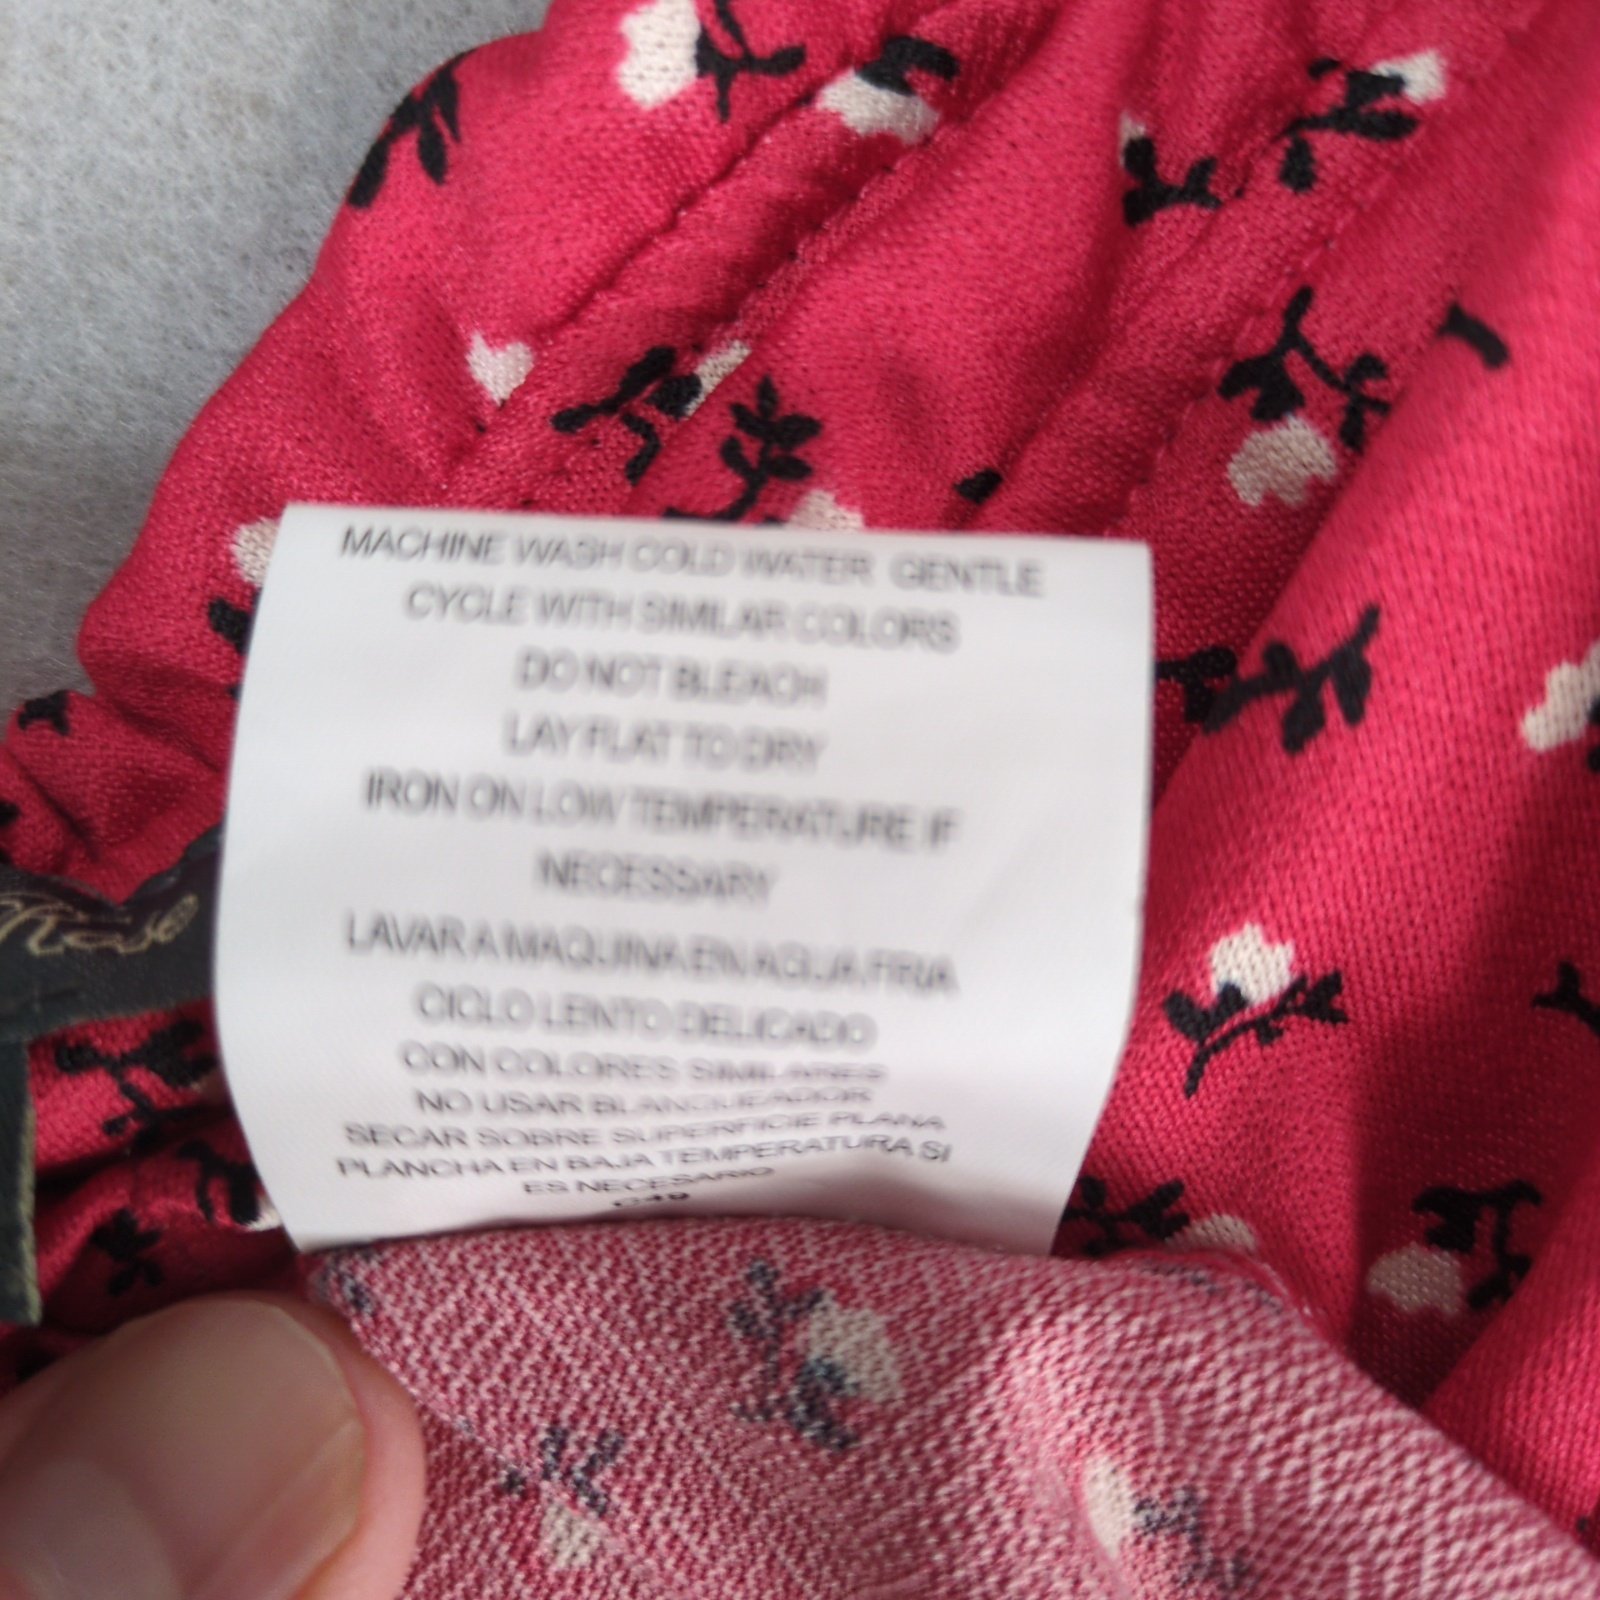 MACHINE WASH COLD WATER GENTLE
CYCLE WITH SIMILAR COLORS
DO NOT BLEACH
LAY FLAT TO DRY
IRON ON LOW TEMPERATURE IF
NECESSARY
LAVAR A MAQUINA EN AGUA FRIA
CICLO LENTO DELICADO
CON COLORES SIMILARES
NO USAR BLANQUEADOR
SECAR SOBRE SUPERFICIE PLANA
PLANCHA EN BAJA TEMPERATURA SI
ES NECESARIO